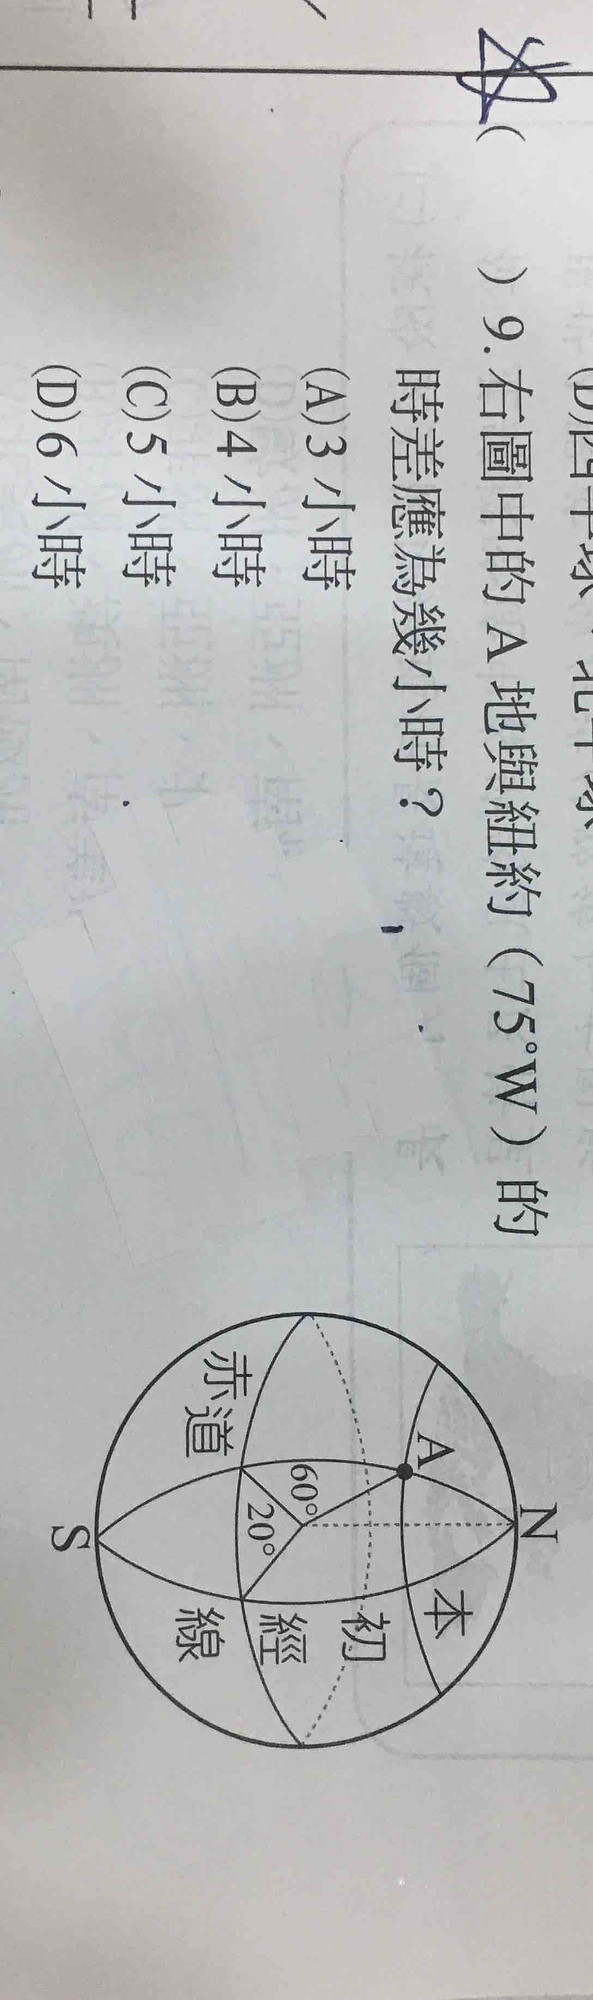 (D)西半球、北半球
( ) 9. 右圖中的 A 地與紐約（75°W）的
時差應為幾小時？
(A)3 小時
(B)4 小時
(C)5 小時
(D)6 小時
N
A
本
初
經
線
60°
20°
赤道
S